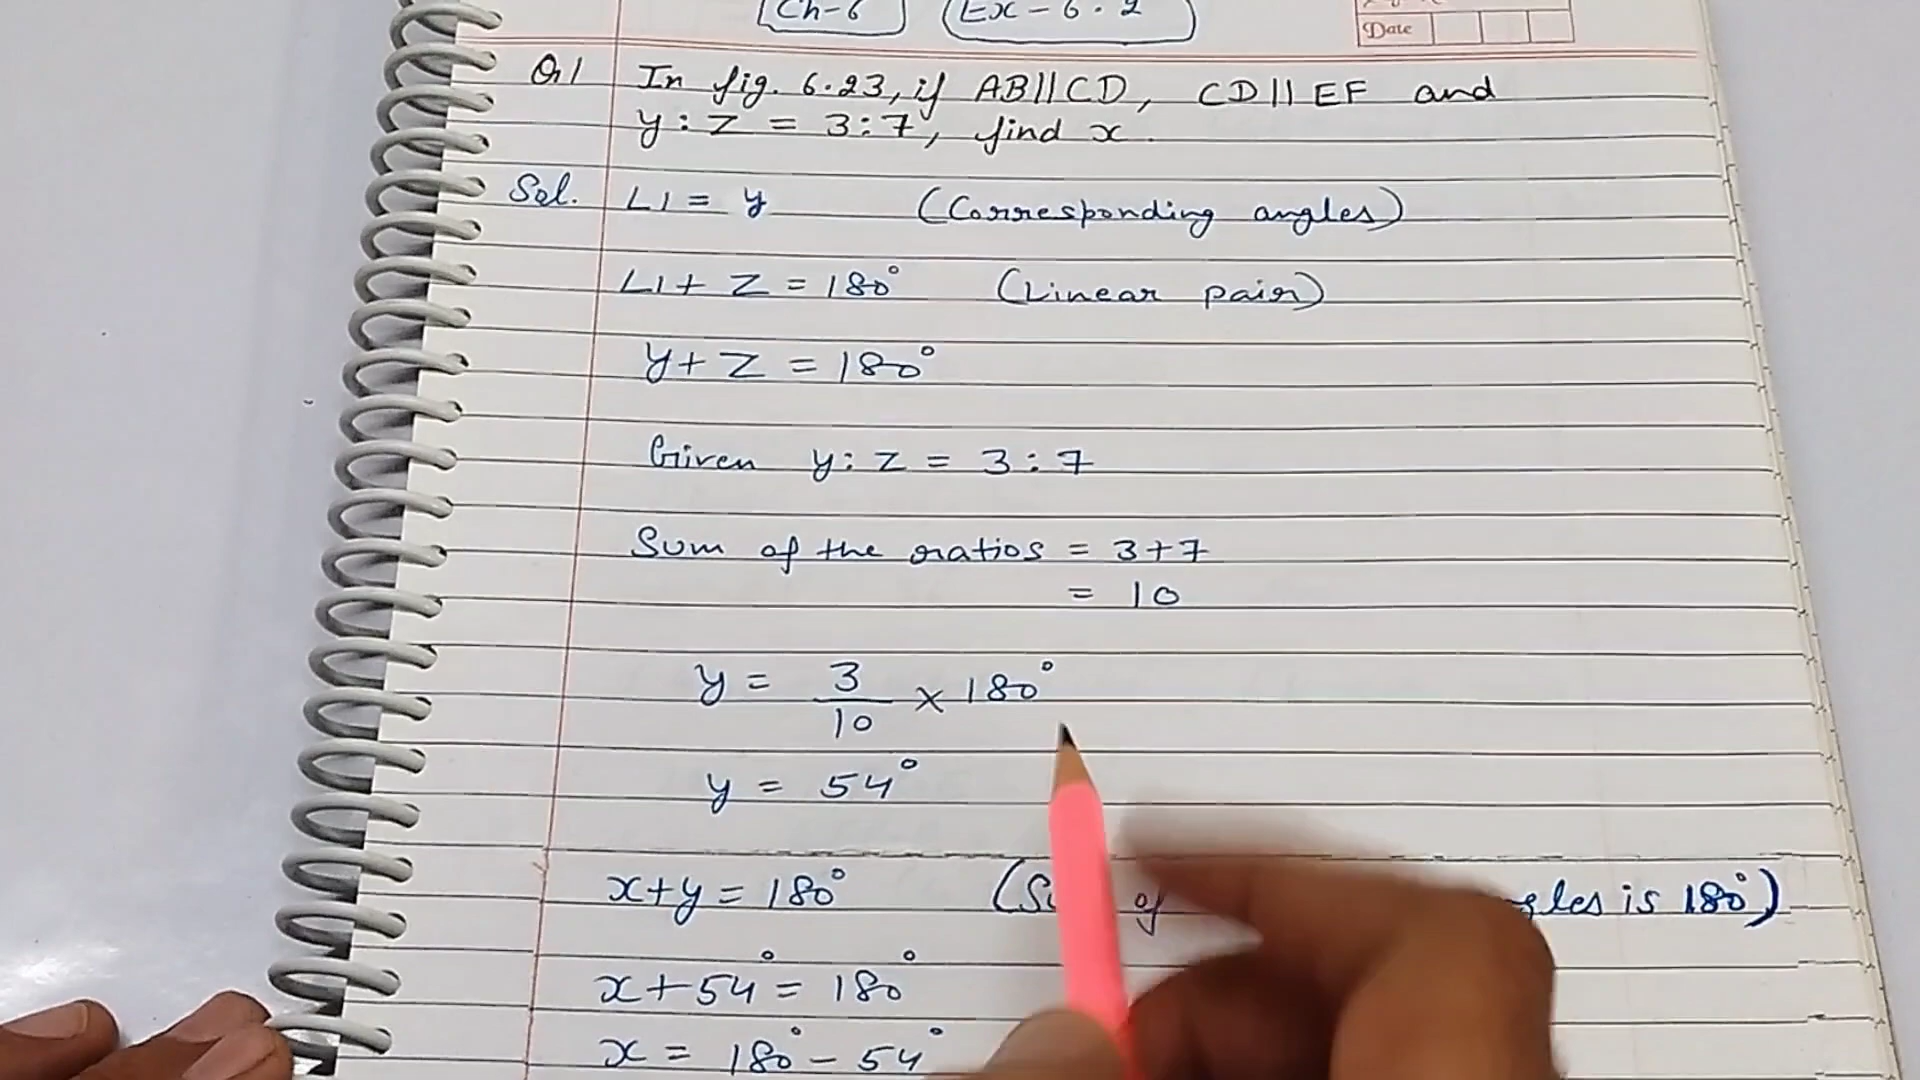 Ch-6 Ex-6.2
Date
Q1 In fig. 6.23, if AB||CD, CD||EF and
y:z = 3:7, find x.
Sol. ∠1 = y (Corresponding angles)
∠1+ z = 180° (Linear pair)
y+z = 180°
Given y:z = 3:7
Sum of the ratios = 3+7
= 10
y = 3/10 × 180°
y = 54°
x+y = 180° of is 180°)
x+54° = 180°
x = 180° - 54°